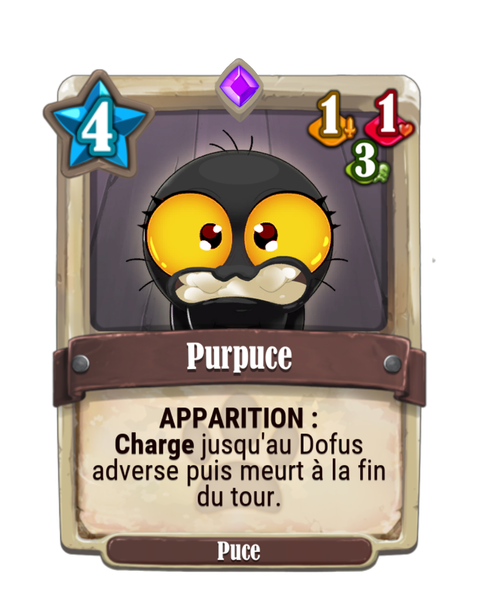 4
1
1
3
Purpuce
APPARITION :
Charge jusqu'au Dofus
adverse puis meurt à la fin
du tour.
Puce